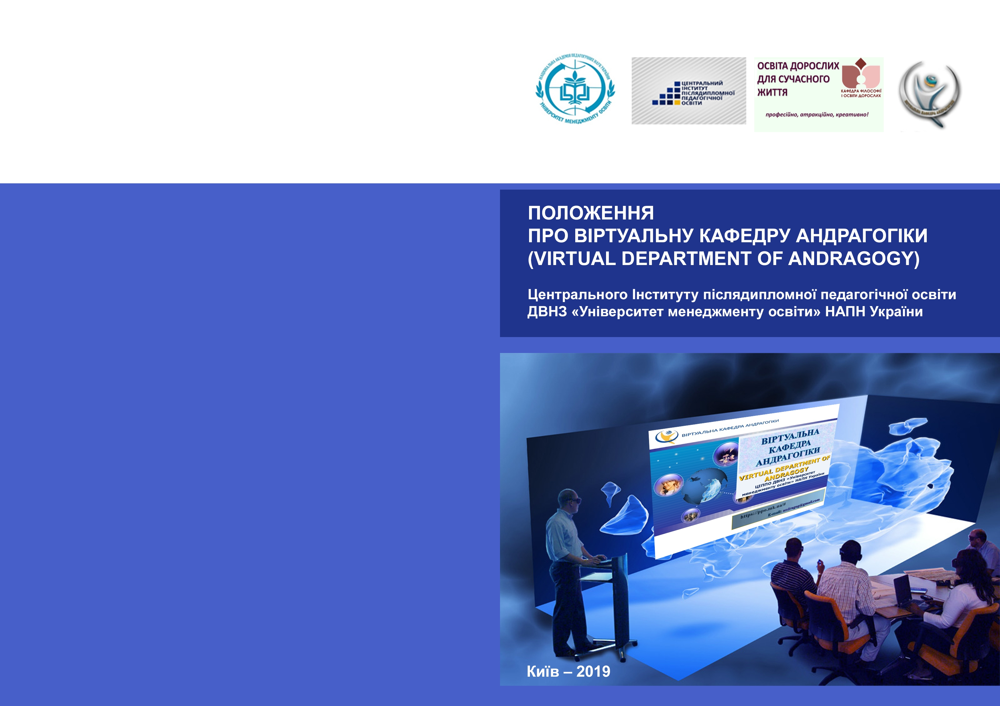 НАЦІОНАЛЬНА АКАДЕМІЯ ПЕДАГОГІЧНИХ НАУК УКРАЇНИ
УНІВЕРСИТЕТ МЕНЕДЖМЕНТУ ОСВІТИ
ЦЕНТРАЛЬНИЙ
ІНСТИТУТ
ПІСЛЯДИПЛОМНОЇ
ПЕДАГОГІЧНОЇ
ОСВІТИ
ОСВІТА ДОРОСЛИХ
ДЛЯ СУЧАСНОГО
ЖИТТЯ
КАФЕДРА ФІЛОСОФІЇ
І ОСВІТИ ДОРОСЛИХ
професійно, атракційно, креативно!
ВІРТУАЛЬНА КАФЕДРА АНДРАГОГІКИ
ПОЛОЖЕННЯ
ПРО ВІРТУАЛЬНУ КАФЕДРУ АНДРАГОГІКИ
(VIRTUAL DEPARTMENT OF ANDRAGOGY)
Центрального Інституту післядипломної педагогічної освіти
ДВНЗ «Університет менеджменту освіти» НАПН України
ВІРТУАЛЬНА КАФЕДРА АНДРАГОГІКИ
ВІРТУАЛЬНА
КАФЕДРА
АНДРАГОГІКИ
VIRTUAL DEPARTMENT OF
ANDRAGOGY
ЦІППО ДВНЗ «Університет
менеджменту освіти» НАПН України
https://ppo.mk.ua/#
E-mail: andragog@gmail.com
Київ – 2019